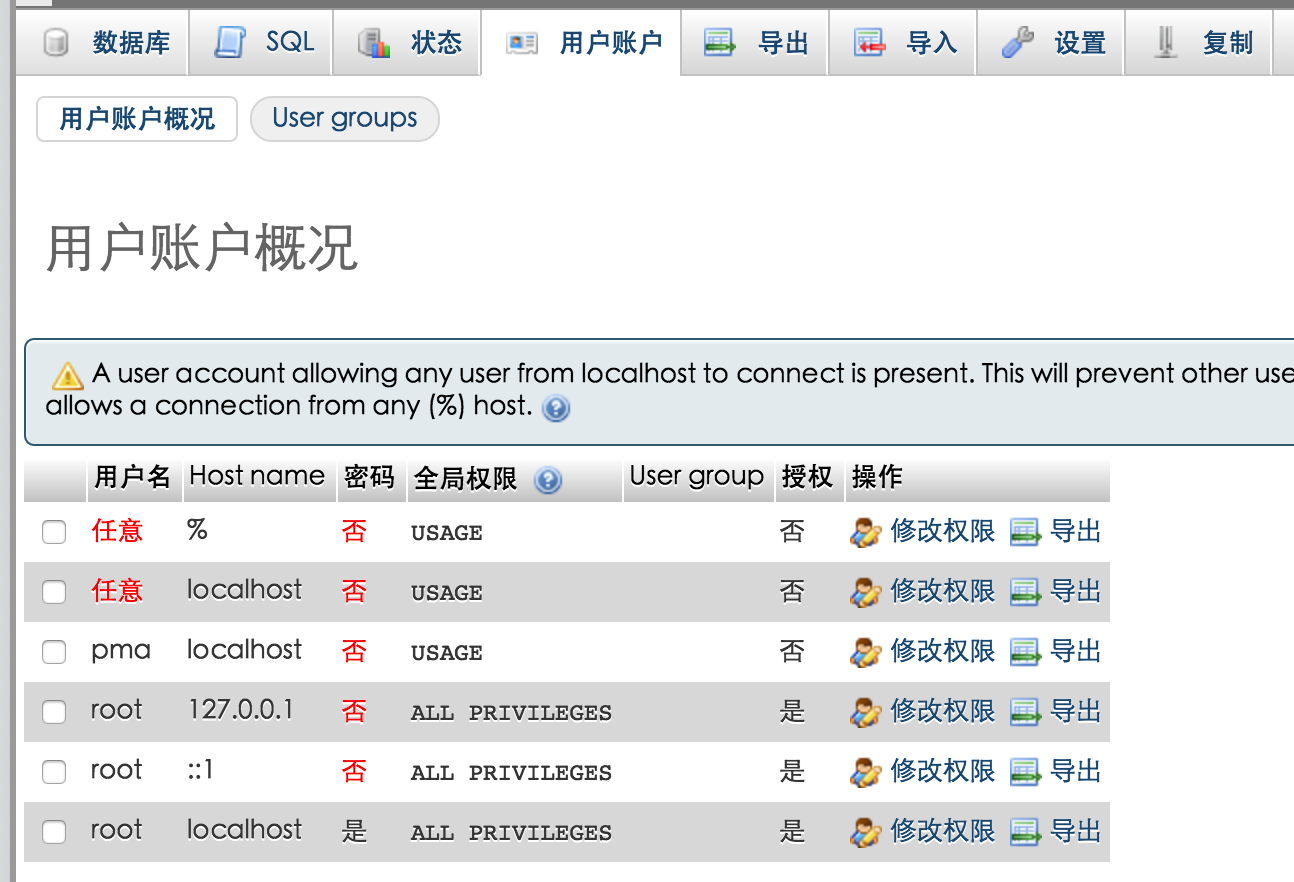 数据库 SQL 状态 用户账户 导出 导入 设置 复制
用户账户概况 User groups
用户账户概况
A user account allowing any user from localhost to connect is present. This will prevent other use
allows a connection from any (%) host.
用户名 Host name 密码 全局权限 User group 授权 操作
任意 % 否 USAGE 否 修改权限 导出
任意 localhost 否 USAGE 否 修改权限 导出
pma localhost 否 USAGE 否 修改权限 导出
root 127.0.0.1 否 ALL PRIVILEGES 是 修改权限 导出
root ::1 否 ALL PRIVILEGES 是 修改权限 导出
root localhost 是 ALL PRIVILEGES 是 修改权限 导出